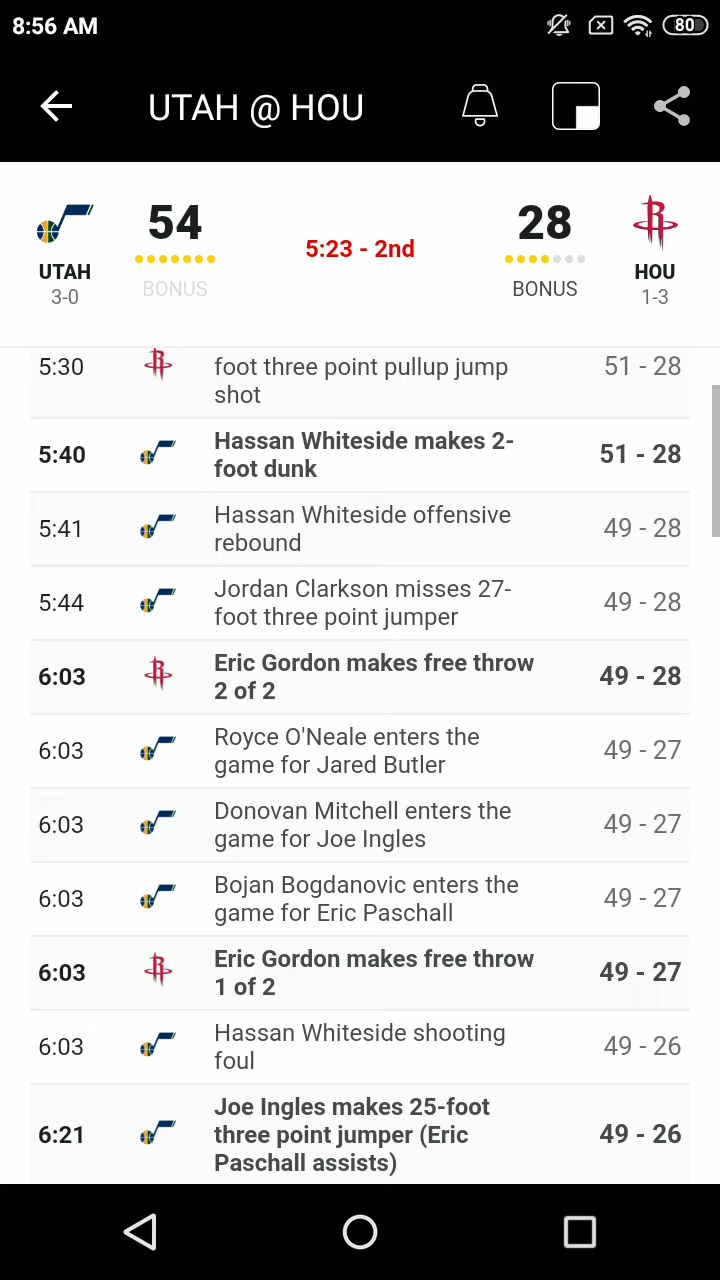 8:56 AM
80
UTAH @ HOU
54
28
5:23 - 2nd
UTAH
BONUS
BONUS
HOU
3-0
1-3
5:30 foot three point pullup jump 51 - 28
shot
5:40 Hassan Whiteside makes 2- 51 - 28
foot dunk
5:41 Hassan Whiteside offensive 49 - 28
rebound
5:44 Jordan Clarkson misses 27- 49 - 28
foot three point jumper
6:03 Eric Gordon makes free throw 49 - 28
2 of 2
6:03 Royce O'Neale enters the 49 - 27
game for Jared Butler
6:03 Donovan Mitchell enters the 49 - 27
game for Joe Ingles
6:03 Bojan Bogdanovic enters the 49 - 27
game for Eric Paschall
6:03 Eric Gordon makes free throw 49 - 27
1 of 2
6:03 Hassan Whiteside shooting 49 - 26
foul
Joe Ingles makes 25-foot
6:21 three point jumper (Eric 49 - 26
Paschall assists)